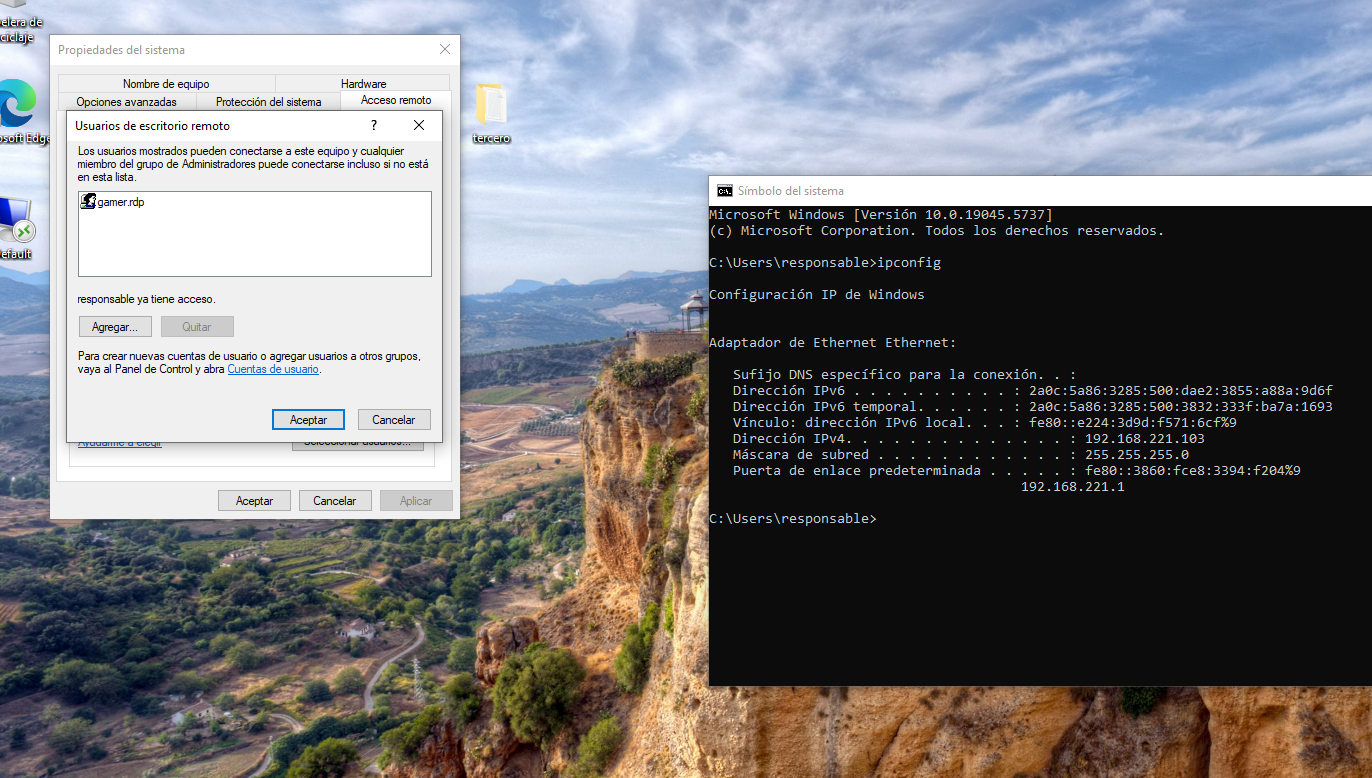 elera de
ciclaje
osoft Edge
efault
tercero
Propiedades del sistema
Nombre de equipo
Hardware
Opciones avanzadas
Protección del sistema
Acceso remoto
Usuarios de escritorio remoto
?
Los usuarios mostrados pueden conectarse a este equipo y cualquier
miembro del grupo de Administradores puede conectarse incluso si no está
en esta lista.
gamer.rdp
responsable ya tiene acceso.
Agregar...
Quitar
Para crear nuevas cuentas de usuario o agregar usuarios a otros grupos,
vaya al Panel de Control y abra Cuentas de usuario.
Aceptar
Cancelar
Ayudarme a elegir
Seleccionar usuarios...
Aceptar
Cancelar
Aplicar
C:\.
Símbolo del sistema
Microsoft Windows [Versión 10.0.19045.5737]
(c) Microsoft Corporation. Todos los derechos reservados.
C:\Users\responsable>ipconfig
Configuración IP de Windows
Adaptador de Ethernet Ethernet:
Sufijo DNS específico para la conexión. . :
Dirección IPv6 . . . . . . . . . . : 2a0c:5a86:3285:500:dae2:3855:a88a:9d6f
Dirección IPv6 temporal. . . . . . : 2a0c:5a86:3285:500:3832:333f:ba7a:1693
Vínculo: dirección IPv6 local. . . : fe80::e224:3d9d:f571:6cf%9
Dirección IPv4. . . . . . . . . . . . . . : 192.168.221.103
Máscara de subred . . . . . . . . . . . . : 255.255.255.0
Puerta de enlace predeterminada . . . . . : fe80::3860:fce8:3394:f204%9
192.168.221.1
C:\Users\responsable>